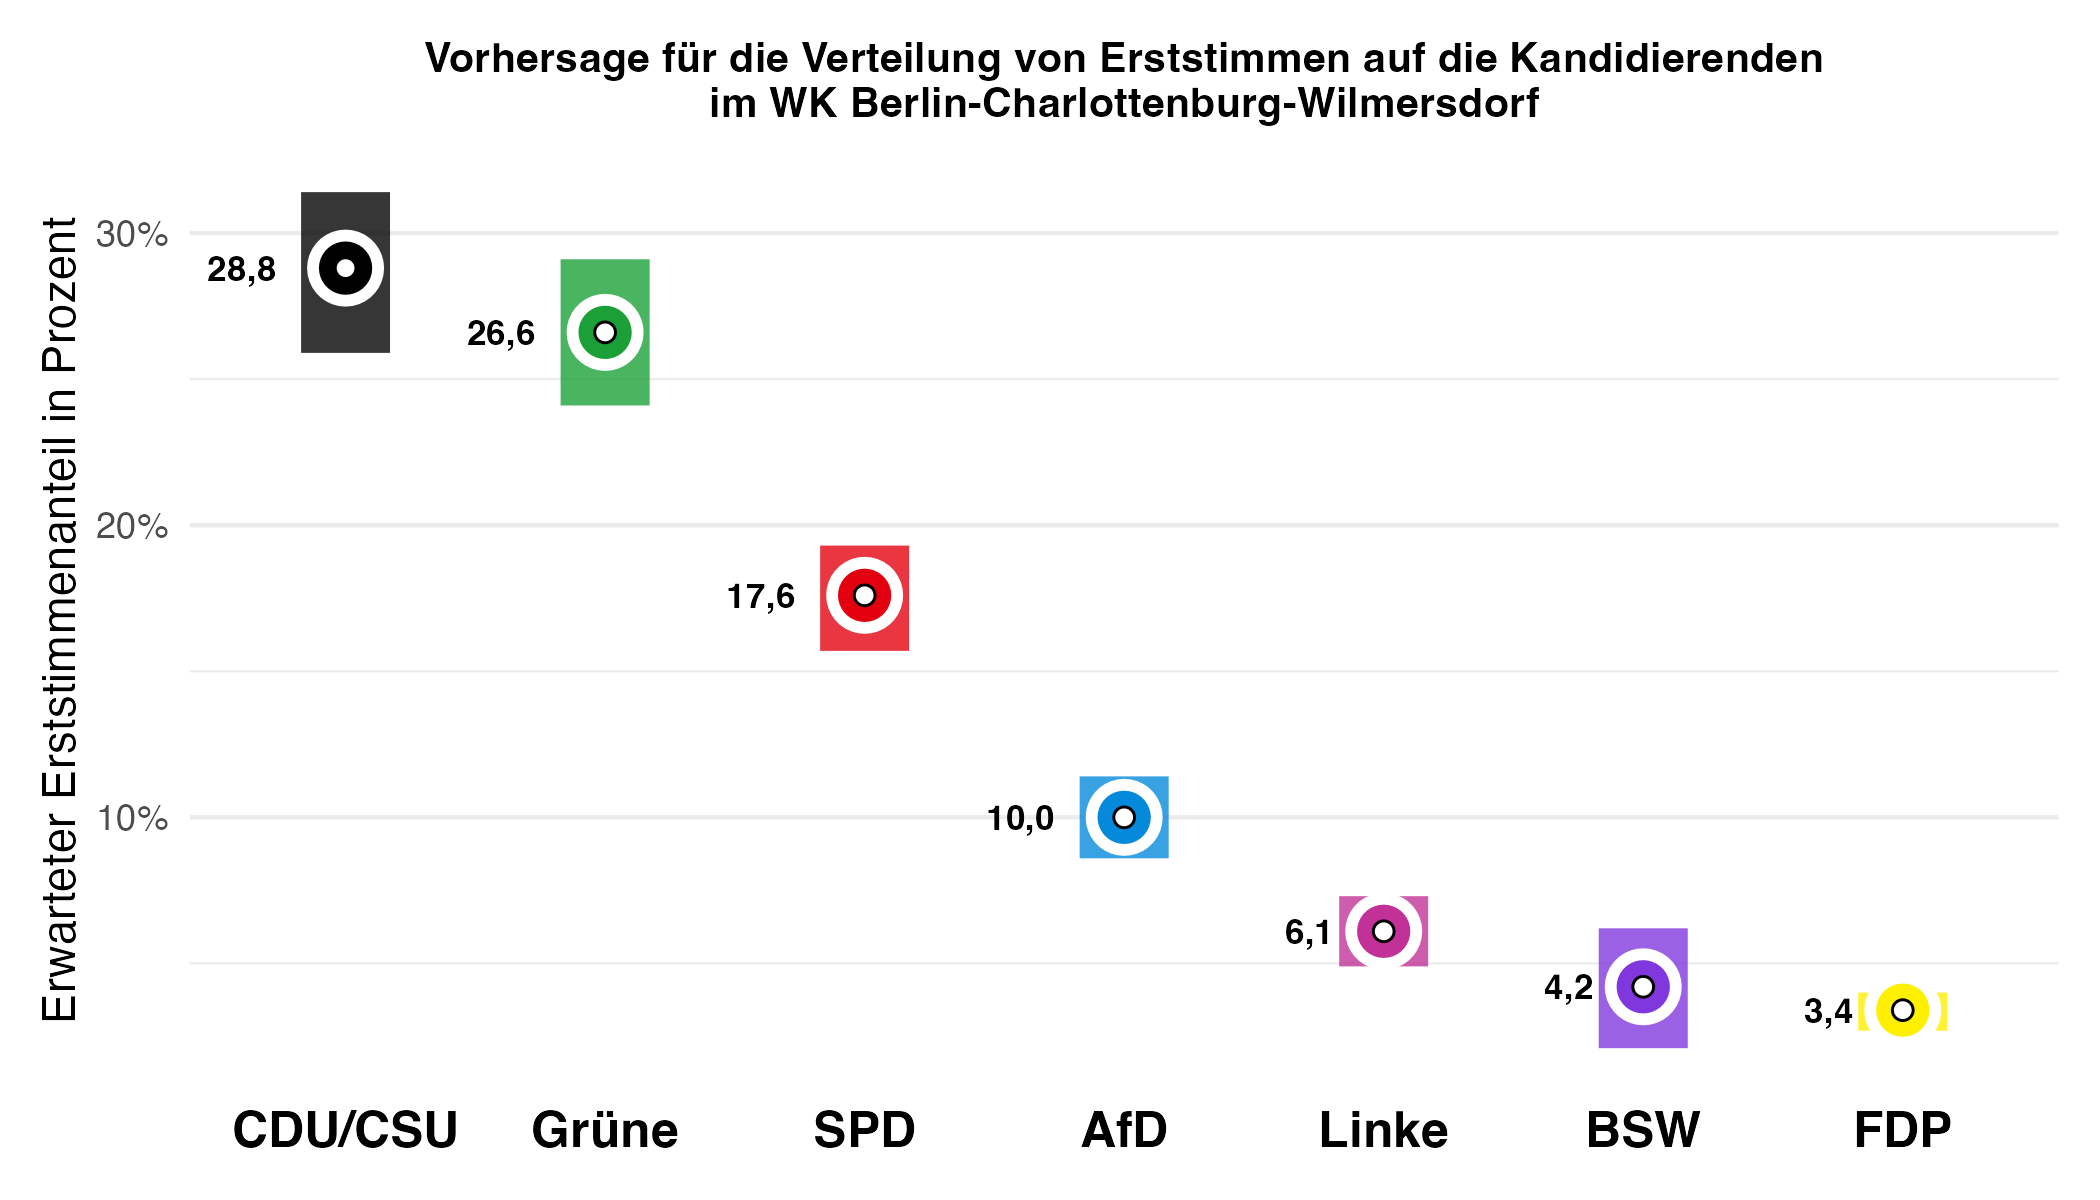 Vorhersage für die Verteilung von Erststimmen auf die Kandidierenden
im WK Berlin-Charlottenburg-Wilmersdorf
Erwarteter Erststimmenanteil in Prozent
30%
20%
10%
28,8
26,6
17,6
10,0
6,1
4,2
3,4
CDU/CSU
Grüne
SPD
AfD
Linke
BSW
FDP